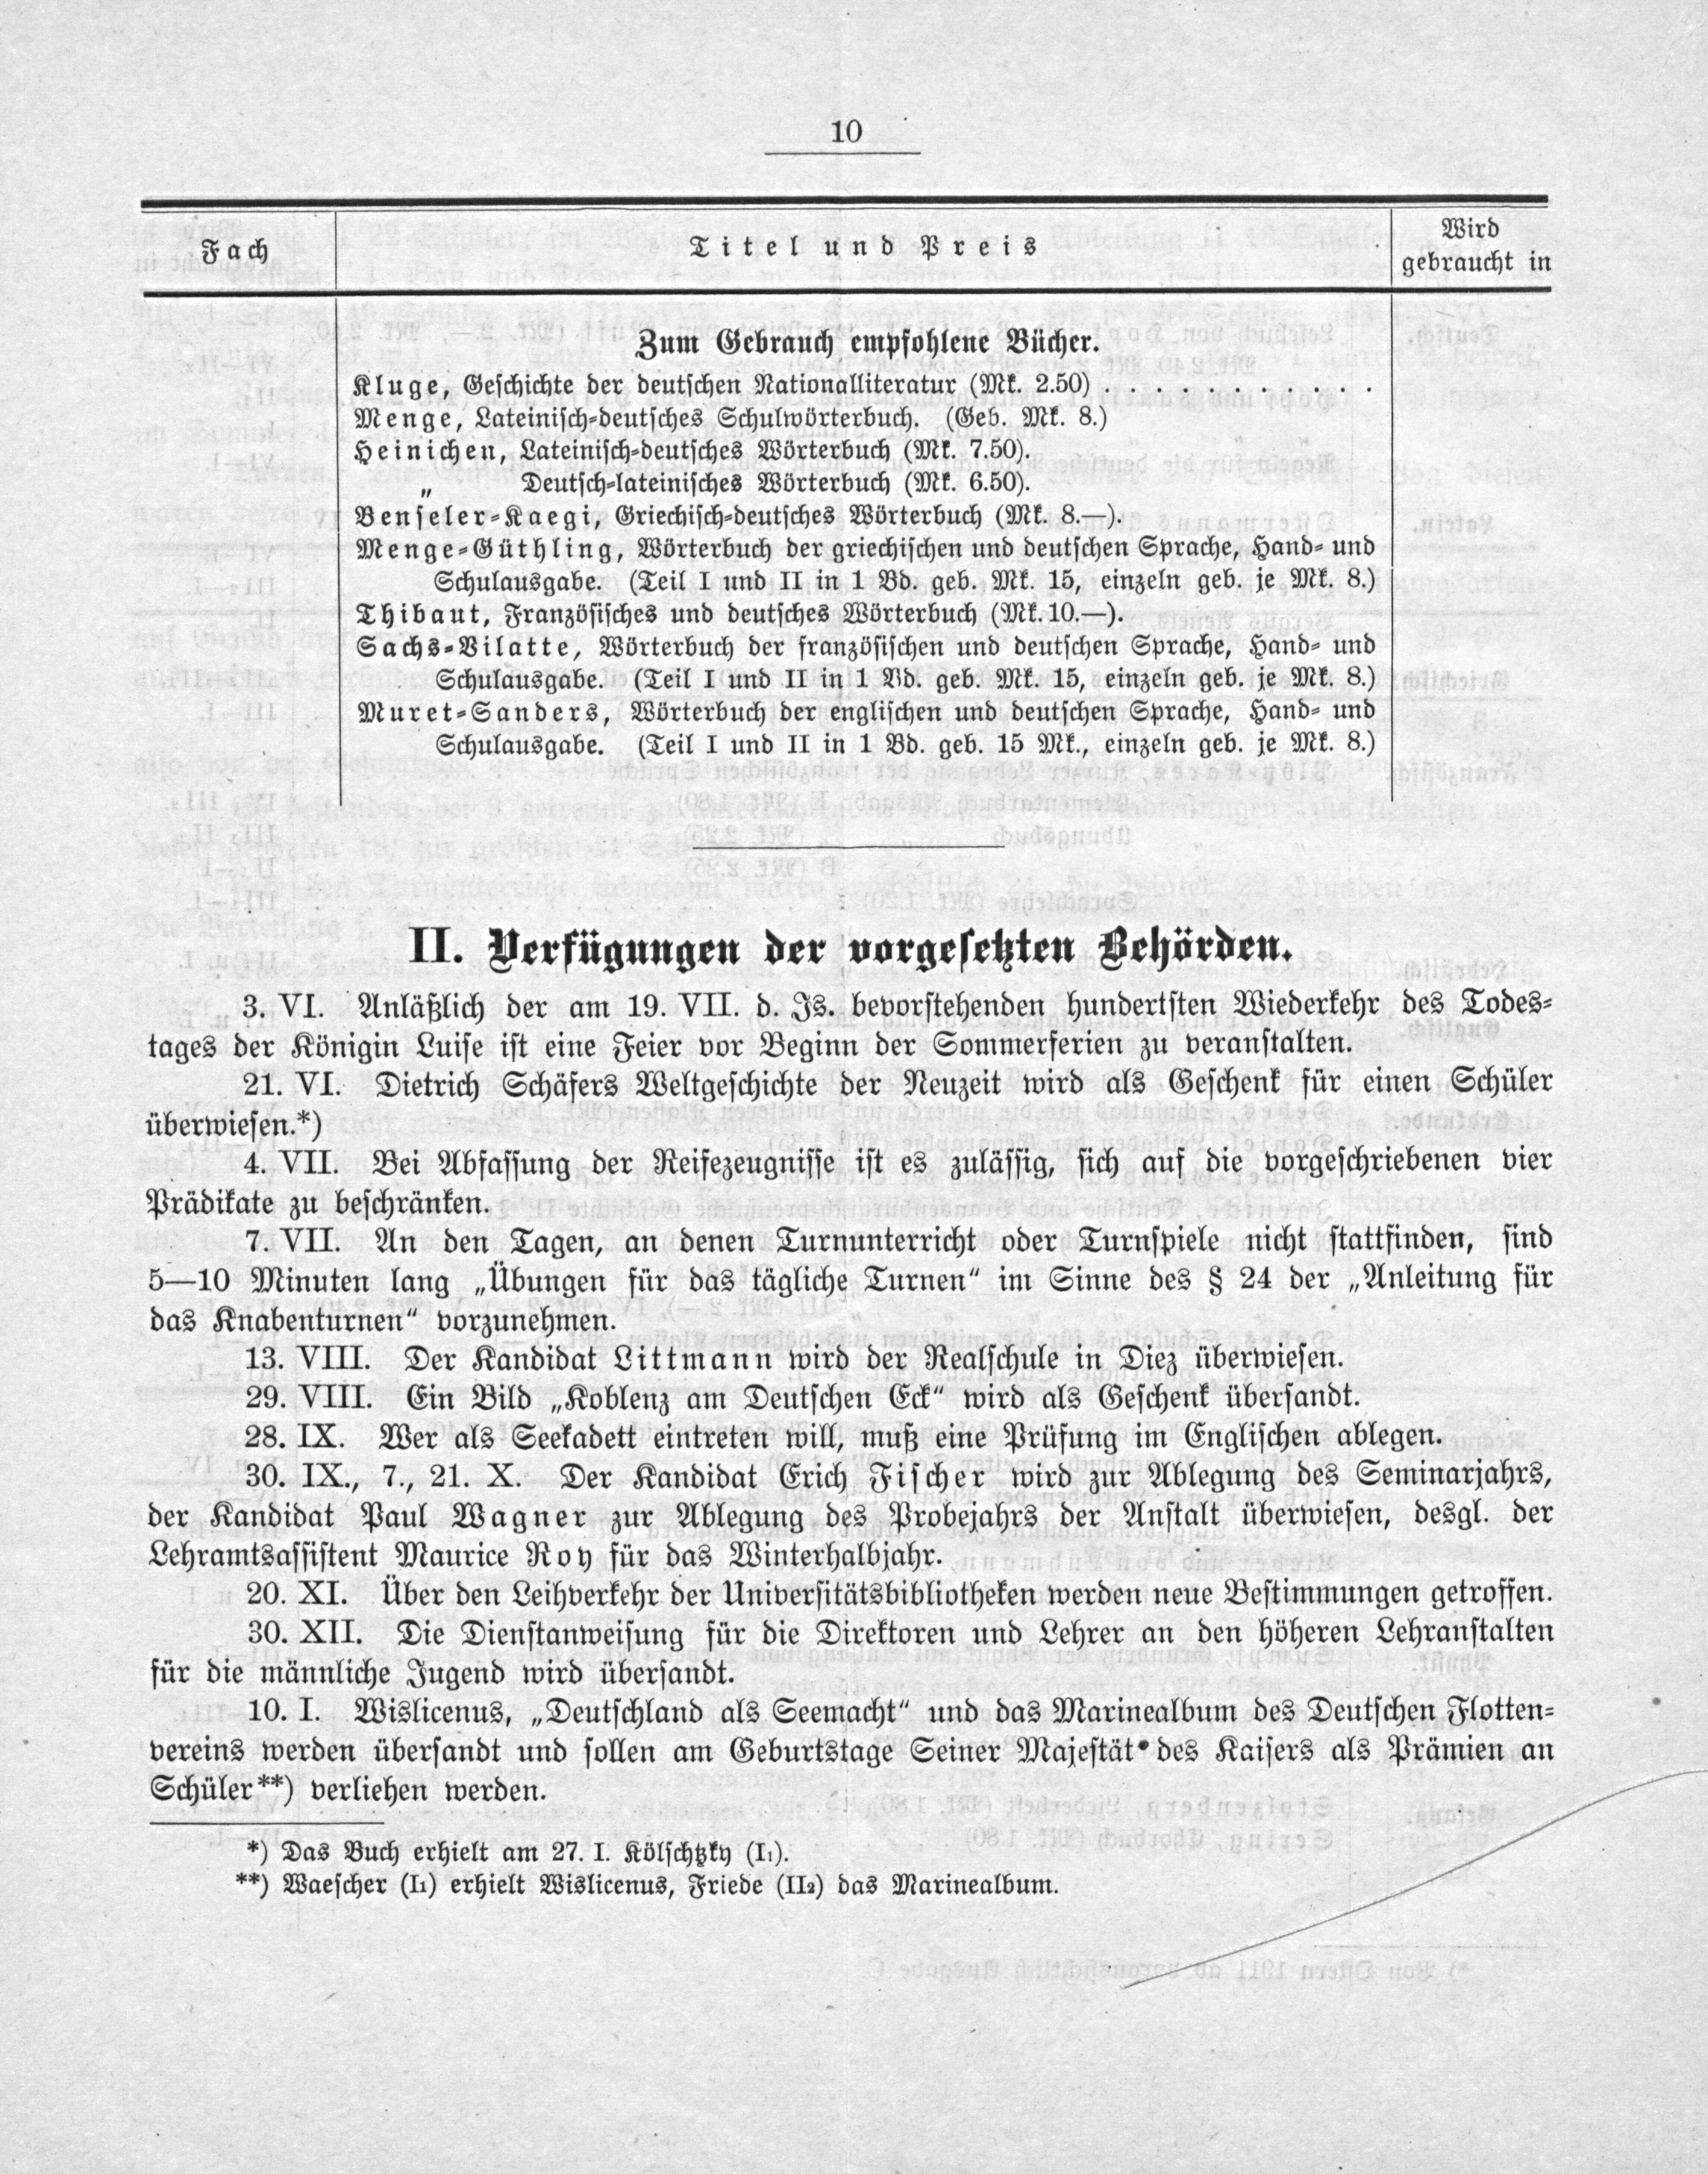 10
Fach Titel und Preis Wird
gebraucht in
Zum Gebrauch empfohlene Bücher.
Kluge, Geschichte der deutschen Nationalliteratur (Mk. 2.50) . . . . . . . . . . .
Menge, Lateinisch-deutsches Schulwörterbuch. (Geb. Mk. 8.)
Heinichen, Lateinisch-deutsches Wörterbuch (Mk. 7.50).
„ Deutsch-lateinisches Wörterbuch (Mk. 6.50).
Benseler-Kaegi, Griechisch-deutsches Wörterbuch (Mk. 8.—).
Menge-Güthling, Wörterbuch der griechischen und deutschen Sprache, Hand- und
Schulausgabe. (Teil I und II in 1 Bd. geb. Mk. 15, einzeln geb. je Mk. 8.)
Thibaut, Französisches und deutsches Wörterbuch (Mk. 10.—).
Sachs-Vilatte, Wörterbuch der französischen und deutschen Sprache, Hand- und
Schulausgabe. (Teil I und II in 1 Bd. geb. Mk. 15, einzeln geb. je Mk. 8.)
Muret-Sanders, Wörterbuch der englischen und deutschen Sprache, Hand- und
Schulausgabe. (Teil I und II in 1 Bd. geb. 15 Mk., einzeln geb. je Mk. 8.)
II. Verfügungen der vorgesetzten Behörden.
3. VI. Anläßlich der am 19. VII. d. Js. bevorstehenden hundertsten Wiederkehr des Todes-
tages der Königin Luise ist eine Feier vor Beginn der Sommerferien zu veranstalten.
21. VI. Dietrich Schäfers Weltgeschichte der Neuzeit wird als Geschenk für einen Schüler
überwiesen.*)
4. VII. Bei Abfassung der Reifezeugnisse ist es zulässig, sich auf die vorgeschriebenen vier
Prädikate zu beschränken.
7. VII. An den Tagen, an denen Turnunterricht oder Turnspiele nicht stattfinden, sind
5—10 Minuten lang „Übungen für das tägliche Turnen“ im Sinne des § 24 der „Anleitung für
das Knabenturnen“ vorzunehmen.
13. VIII. Der Kandidat Littmann wird der Realschule in Diez überwiesen.
29. VIII. Ein Bild „Koblenz am Deutschen Eck“ wird als Geschenk übersandt.
28. IX. Wer als Seekadett eintreten will, muß eine Prüfung im Englischen ablegen.
30. IX., 7., 21. X. Der Kandidat Erich Fischer wird zur Ablegung des Seminarjahrs,
der Kandidat Paul Wagner zur Ablegung des Probejahrs der Anstalt überwiesen, desgl. der
Lehramtsassistent Maurice Roy für das Winterhalbjahr.
20. XI. Über den Leihverkehr der Universitätsbibliotheken werden neue Bestimmungen getroffen.
30. XII. Die Dienstanweisung für die Direktoren und Lehrer an den höheren Lehranstalten
für die männliche Jugend wird übersandt.
10. I. Wislicenus, „Deutschland als Seemacht“ und das Marinealbum des Deutschen Flotten-
vereins werden übersandt und sollen am Geburtstage Seiner Majestät des Kaisers als Prämien an
Schüler**) verliehen werden.
*) Das Buch erhielt am 27. I. Kölschtzky (I₁).
**) Waescher (I₁) erhielt Wislicenus, Friede (II₂) das Marinealbum.